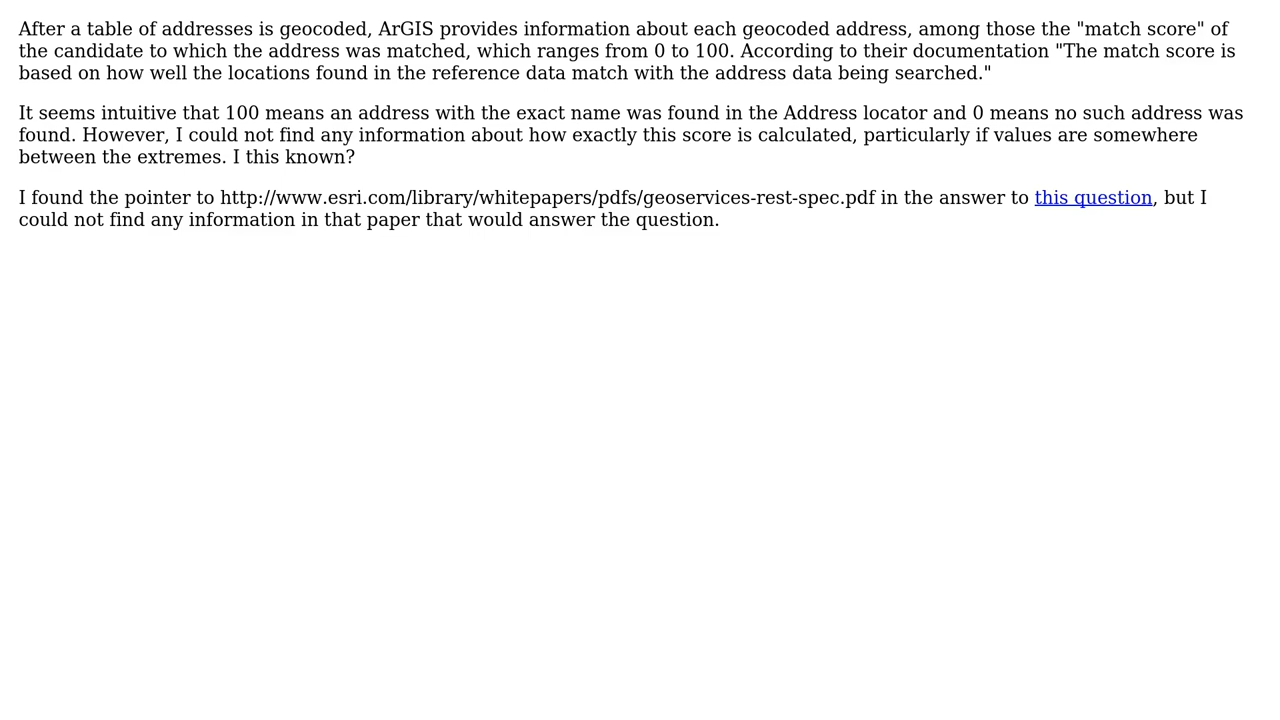 After a table of addresses is geocoded, ArGIS provides information about each geocoded address, among those the "match score" of
the candidate to which the address was matched, which ranges from 0 to 100. According to their documentation "The match score is
based on how well the locations found in the reference data match with the address data being searched."
It seems intuitive that 100 means an address with the exact name was found in the Address locator and 0 means no such address was
found. However, I could not find any information about how exactly this score is calculated, particularly if values are somewhere
between the extremes. I this known?
I found the pointer to http://www.esri.com/library/whitepapers/pdfs/geoservices-rest-spec.pdf in the answer to this question, but I
could not find any information in that paper that would answer the question.